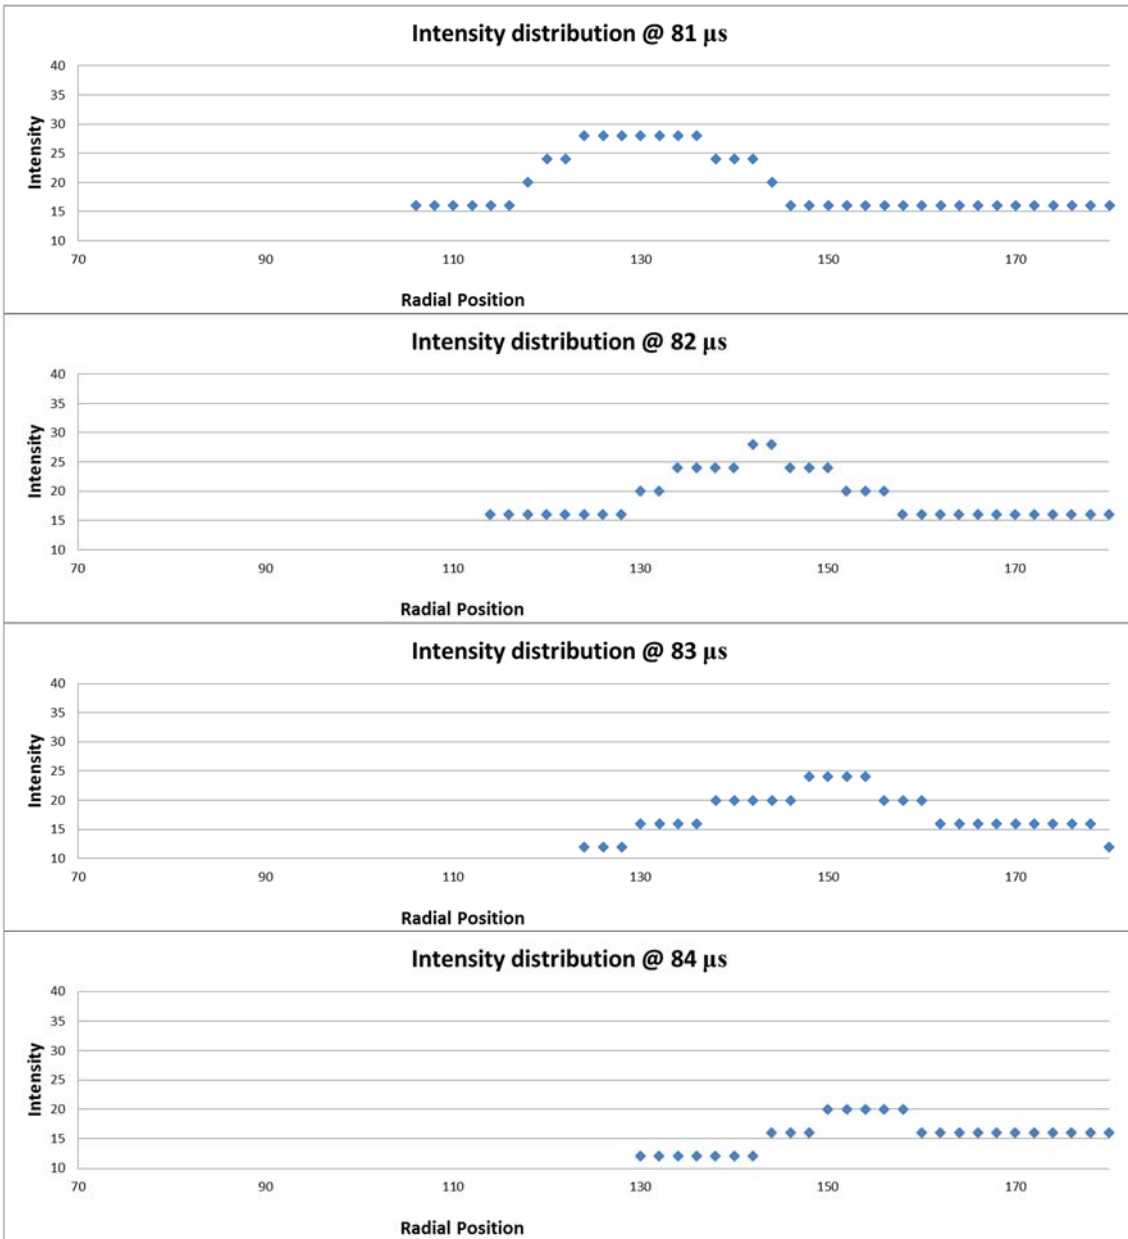 Intensity distribution @ 81 μs
40
35
30
25
20
15
10
Intensity
70 90 110 130 150 170
Radial Position
Intensity distribution @ 82 μs
40
35
30
25
20
15
10
Intensity
70 90 110 130 150 170
Radial Position
Intensity distribution @ 83 μs
40
35
30
25
20
15
10
Intensity
70 90 110 130 150 170
Radial Position
Intensity distribution @ 84 μs
40
35
30
25
20
15
10
Intensity
70 90 110 130 150 170
Radial Position